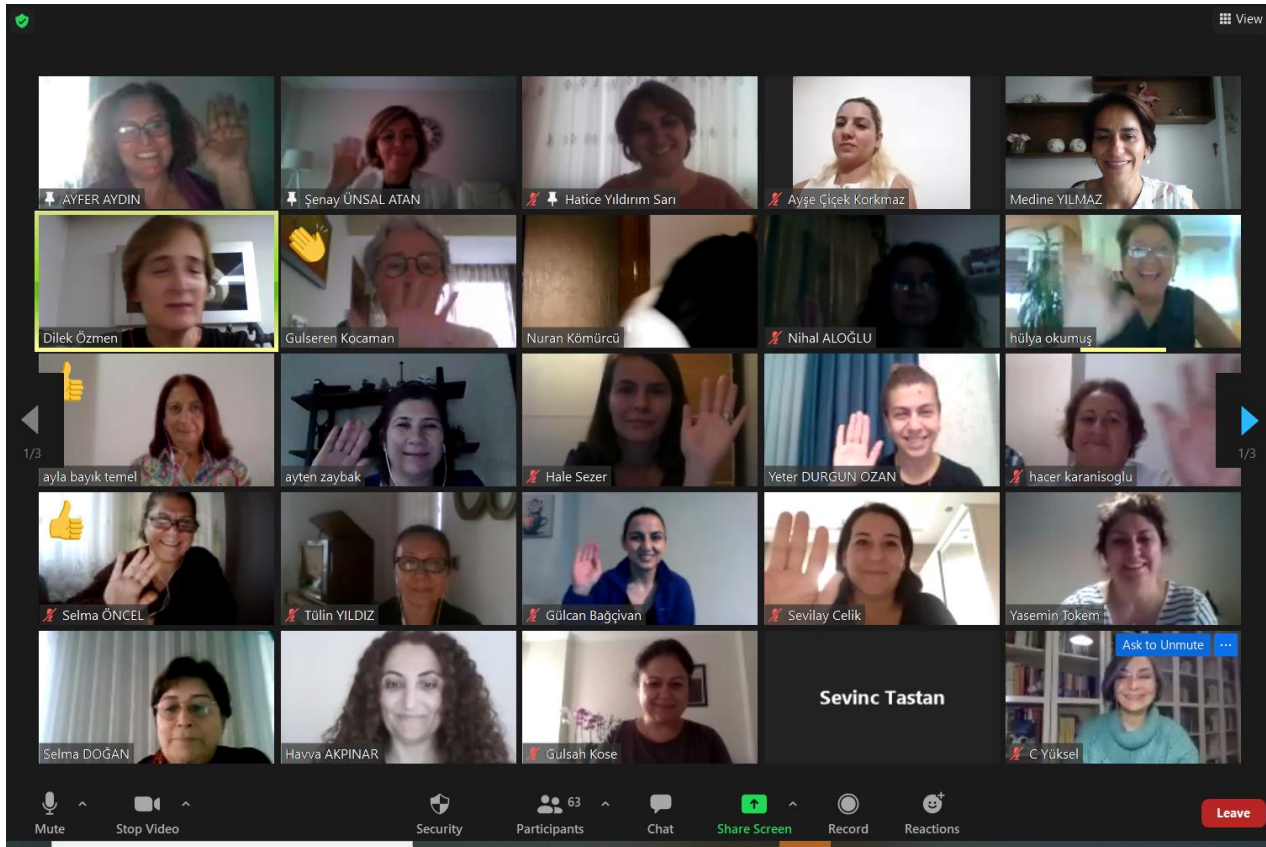 View
AYFER AYDIN
Şenay ÜNSAL ATAN
Hatice Yıldırım Sarı
Ayşe Çiçek Korkmaz
Medine YILMAZ
Dilek Özmen
Gulseren Kocaman
Nuran Kömürcü
Nihal ALOĞLU
hülya okumuş
1/3
1/3
ayla bayık temel
ayten zaybak
Hale Sezer
Yeter DURGUN OZAN
hacer karanisoglu
Selma ÖNCEL
Tülin YILDIZ
Gülcan Bağçivan
Sevilay Celik
Yasemin Tokem
Ask to Unmute
Sevinc Tastan
Selma DOĞAN
Havva AKPINAR
Gulsah Kose
C Yüksel
63
Mute
Stop Video
Security
Participants
Chat
Share Screen
Record
Reactions
Leave